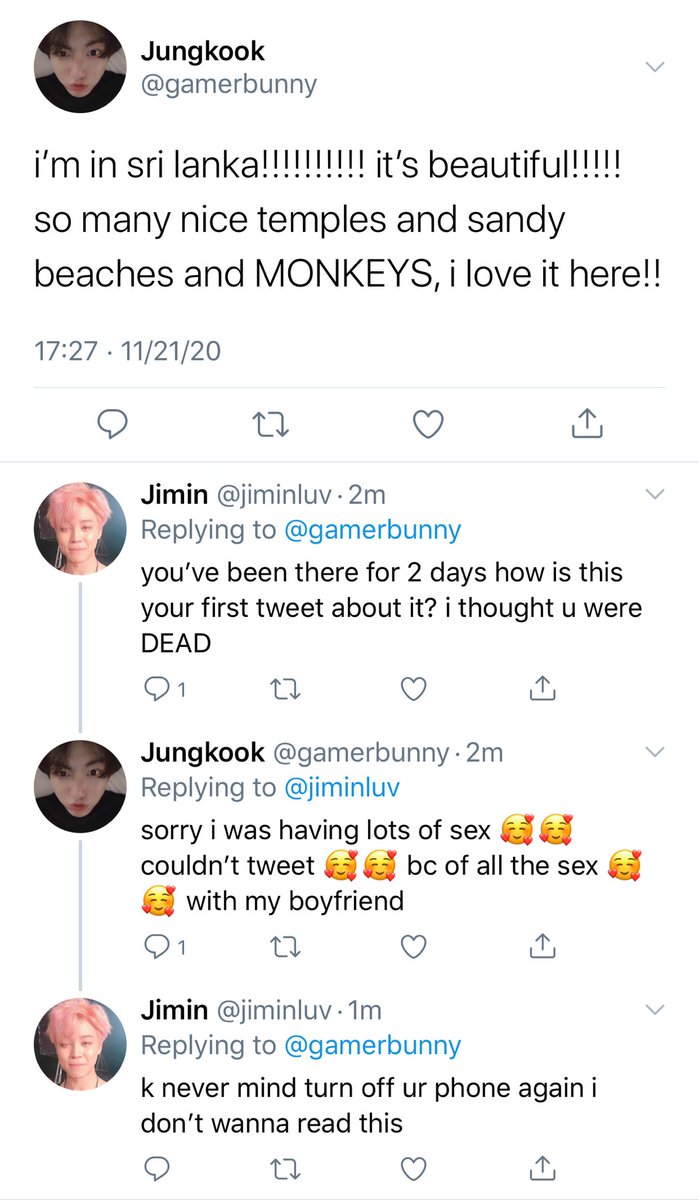 Jungkook
@gamerbunny
i’m in sri lanka!!!!!!!!!! it’s beautiful!!!!!
so many nice temples and sandy
beaches and MONKEYS, i love it here!!
17:27 · 11/21/20
Jimin @jiminluv · 2m
Replying to @gamerbunny
you’ve been there for 2 days how is this
your first tweet about it? i thought u were
DEAD
1
Jungkook @gamerbunny · 2m
Replying to @jiminluv
sorry i was having lots of sex 🥰🥰
couldn’t tweet 🥰🥰 bc of all the sex 🥰
🥰 with my boyfriend
1
Jimin @jiminluv · 1m
Replying to @gamerbunny
k never mind turn off ur phone again i
don’t wanna read this